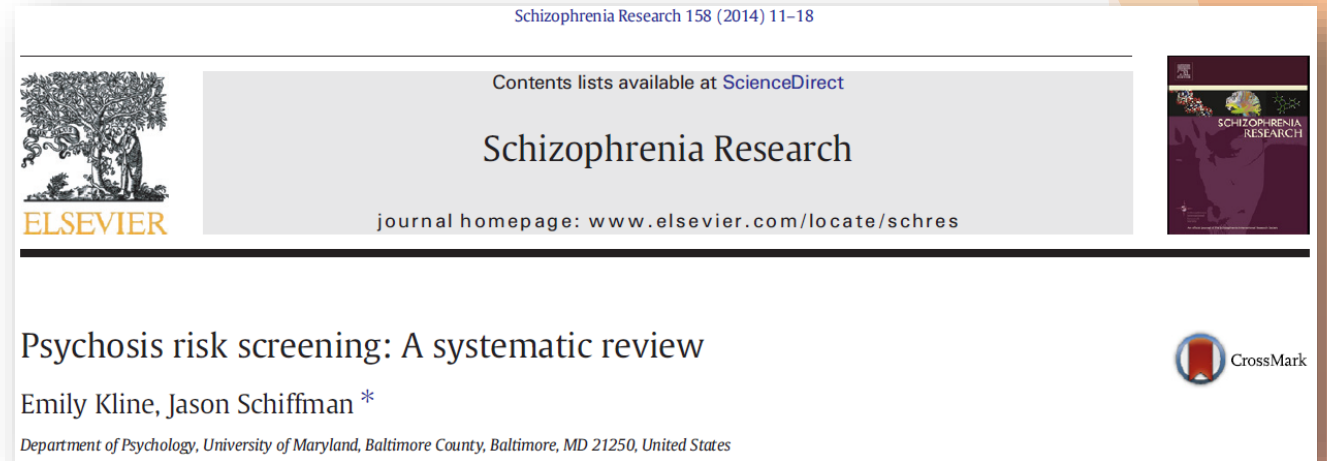 Schizophrenia Research 158 (2014) 11–18
Contents lists available at ScienceDirect
Schizophrenia Research
journal homepage: www.elsevier.com/locate/schres
ELSEVIER
SCHIZOPHRENIA
RESEARCH
Psychosis risk screening: A systematic review
CrossMark
Emily Kline, Jason Schiffman *
Department of Psychology, University of Maryland, Baltimore County, Baltimore, MD 21250, United States